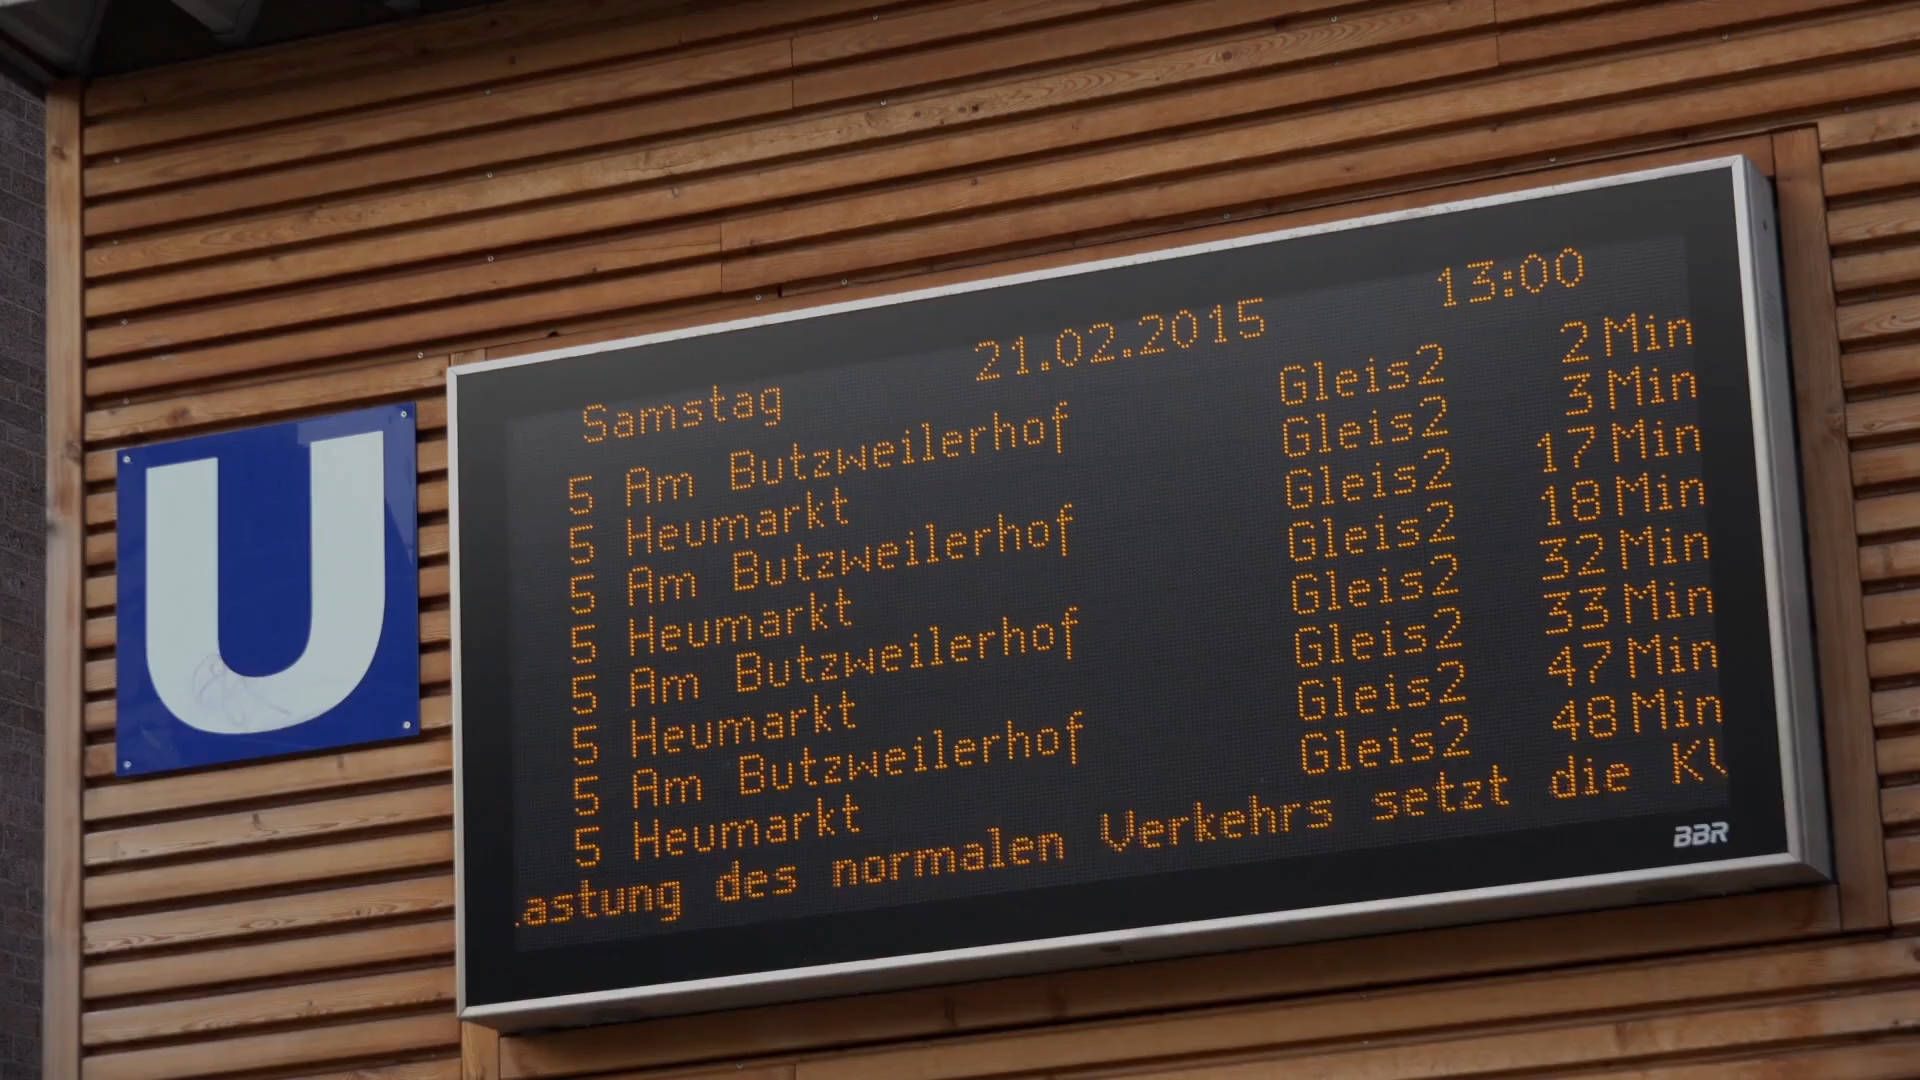 U
Samstag 21.02.2015 13:00
5 Am Butzweilerhof Gleis2 2 Min
5 Heumarkt Gleis2 3 Min
5 Am Butzweilerhof Gleis2 17 Min
5 Heumarkt Gleis2 18 Min
5 Am Butzweilerhof Gleis2 32 Min
5 Heumarkt Gleis2 33 Min
5 Am Butzweilerhof Gleis2 47 Min
5 Heumarkt Gleis2 48 Min
astung des normalen Verkehrs setzt die
BBR